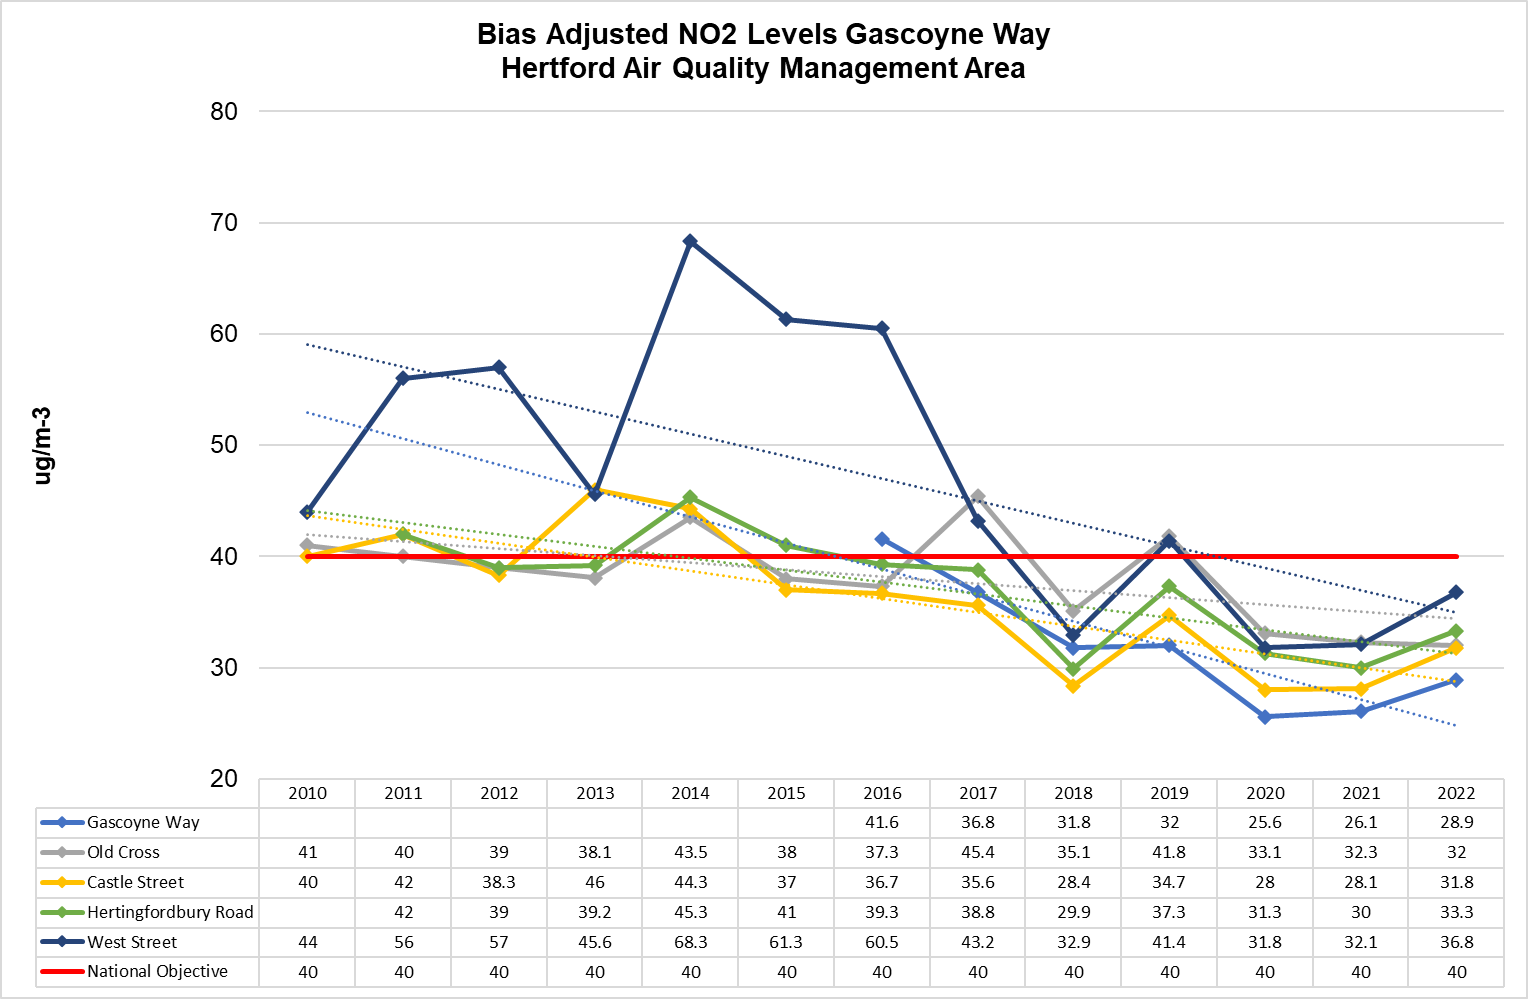 Bias Adjusted NO2 Levels Gascoyne Way
Hertford Air Quality Management Area
80
70
60
50
40
30
20
ug/m-3
2010 2011 2012 2013 2014 2015 2016 2017 2018 2019 2020 2021 2022
Gascoyne Way 41.6 36.8 31.8 32 25.6 26.1 28.9
Old Cross 41 40 39 38.1 43.5 38 37.3 45.4 35.1 41.8 33.1 32.3 32
Castle Street 40 42 38.3 46 44.3 37 36.7 35.6 28.4 34.7 28 28.1 31.8
Hertingfordbury Road 42 39 39.2 45.3 41 39.3 38.8 29.9 37.3 31.3 30 33.3
West Street 44 56 57 45.6 68.3 61.3 60.5 43.2 32.9 41.4 31.8 32.1 36.8
National Objective 40 40 40 40 40 40 40 40 40 40 40 40 40